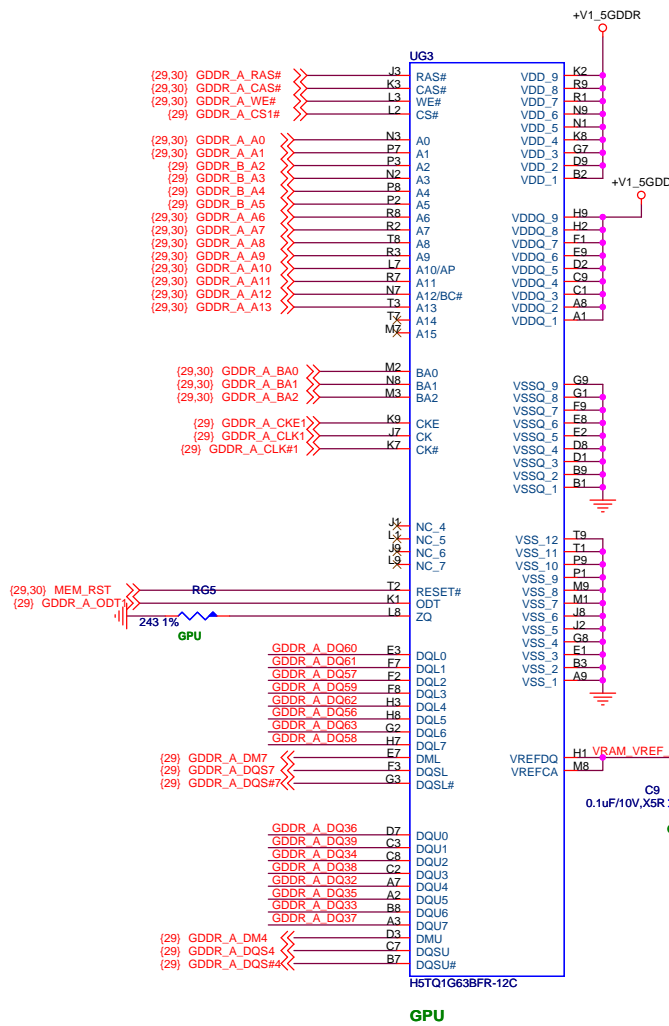 +V1_5GDDR
UG3
{29,30} GDDR_A_RAS# J3 RAS# VDD_9 K2
{29,30} GDDR_A_CAS# K3 CAS# VDD_8 R9
{29,30} GDDR_A_WE# L3 WE# VDD_7 R1
{29} GDDR_A_CS1# L2 CS# VDD_6 N9
VDD_5 N1
{29,30} GDDR_A_A0 N3 A0 VDD_4 K8
{29,30} GDDR_A_A1 P7 A1 VDD_3 G7
{29} GDDR_B_A2 P3 A2 VDD_2 D9
{29} GDDR_B_A3 N2 A3 VDD_1 B2
{29} GDDR_B_A4 P8 A4
+V1_5GDD
{29} GDDR_B_A5 P2 A5
{29,30} GDDR_A_A6 R8 A6 VDDQ_9 H9
{29,30} GDDR_A_A7 R2 A7 VDDQ_8 H2
{29,30} GDDR_A_A8 T8 A8 VDDQ_7 F1
{29,30} GDDR_A_A9 R3 A9 VDDQ_6 E9
{29,30} GDDR_A_A10 L7 A10/AP VDDQ_5 D2
{29,30} GDDR_A_A11 R7 A11 VDDQ_4 C9
{29,30} GDDR_A_A12 N7 A12/BC# VDDQ_3 C1
{29,30} GDDR_A_A13 T3 A13 VDDQ_2 A8
T7 A14 VDDQ_1 A1
M7 A15
{29,30} GDDR_A_BA0 M2 BA0
{29,30} GDDR_A_BA1 N8 BA1 VSSQ_9 G9
{29,30} GDDR_A_BA2 M3 BA2 VSSQ_8 G1
VSSQ_7 F9
{29} GDDR_A_CKE1 K9 CKE VSSQ_6 E8
{29} GDDR_A_CLK1 J7 CK VSSQ_5 E2
{29} GDDR_A_CLK#1 K7 CK# VSSQ_4 D8
VSSQ_3 D1
VSSQ_2 B9
VSSQ_1 B1
J1 NC_4
L1 NC_5 VSS_12 T9
J9 NC_6 VSS_11 T1
L9 NC_7 VSS_10 P9
VSS_9 P1
{29,30} MEM_RST RG5 T2 RESET# VSS_8 M9
{29} GDDR_A_ODT1 K1 ODT VSS_7 M1
243 1% L8 ZQ VSS_6 J8
GPU VSS_5 J2
VSS_4 G8
GDDR_A_DQ60 E3 DQL0 VSS_3 E1
GDDR_A_DQ61 F7 DQL1 VSS_2 B3
GDDR_A_DQ57 F2 DQL2 VSS_1 A9
GDDR_A_DQ59 F8 DQL3
GDDR_A_DQ62 H3 DQL4
GDDR_A_DQ56 H8 DQL5
GDDR_A_DQ63 G2 DQL6
GDDR_A_DQ58 H7 DQL7
{29} GDDR_A_DM7 E7 DML VREFDQ H1 VRAM_VREF_
{29} GDDR_A_DQS7 F3 DQSL VREFCA M8
{29} GDDR_A_DQS#7 G3 DQSL#
C9
0.1uF/10V,X5R
GDDR_A_DQ36 D7 DQU0
GDDR_A_DQ39 C3 DQU1
GDDR_A_DQ34 C8 DQU2
GDDR_A_DQ38 C2 DQU3
GDDR_A_DQ32 A7 DQU4
GDDR_A_DQ35 A2 DQU5
GDDR_A_DQ33 B8 DQU6
GDDR_A_DQ37 A3 DQU7
{29} GDDR_A_DM4 D3 DMU
{29} GDDR_A_DQS4 C7 DQSU
{29} GDDR_A_DQS#4 B7 DQSU#
H5TQ1G63BFR-12C
GPU